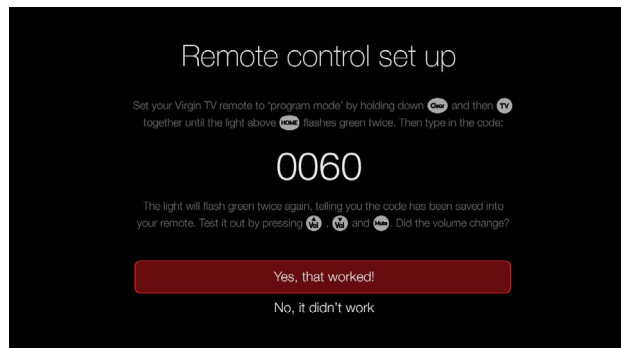 Remote control set up
Set your Virgin TV remote to 'program mode' by holding down Clear and then TV
together until the light above HOME flashes green twice. Then type in the code:
0060
The light will flash green twice again, telling you the code has been saved into
your remote. Test it out by pressing Vol , Vol and Mute. Did the volume change?
Yes, that worked!
No, it didn't work